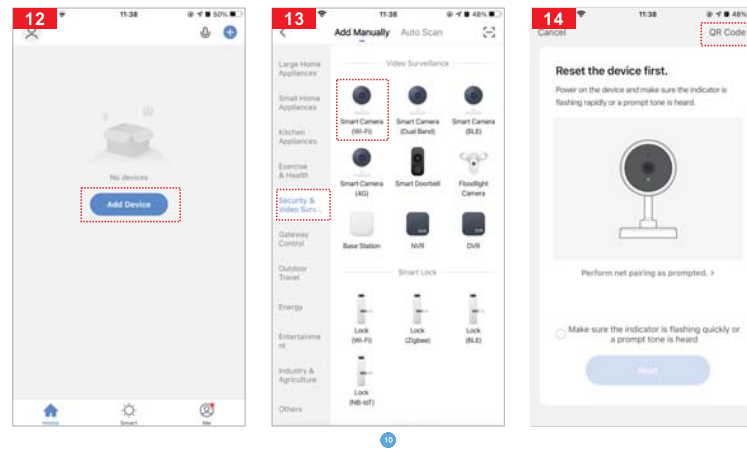 12
11:38
50%
No devices
Add Device
Home
Smart
Me
13
11:38
48%
Add Manually
Auto Scan
Large Home
Appliances
Small Home
Appliances
Kitchen
Appliances
Exercise
& Health
Security &
Video Surv...
Gateway
Control
Outdoor
Travel
Energy
Entertainme
nt
Industry &
Agriculture
Others
Video Surveillance
Smart Camera
(Wi-Fi)
Smart Camera
(Dual Band)
Smart Camera
(BLE)
Smart Camera
(4G)
Smart Doorbell
Floodlight
Camera
Base Station
NVR
DVR
Smart Lock
Lock
(Wi-Fi)
Lock
(Zigbee)
Lock
(BLE)
Lock
(NB-IoT)
14
11:38
48%
Cancel
QR Code
Reset the device first.
Power on the device and make sure the indicator is
flashing rapidly or a prompt tone is heard.
Perform net pairing as prompted. >
Make sure the indicator is flashing quickly or
a prompt tone is heard
Next
10